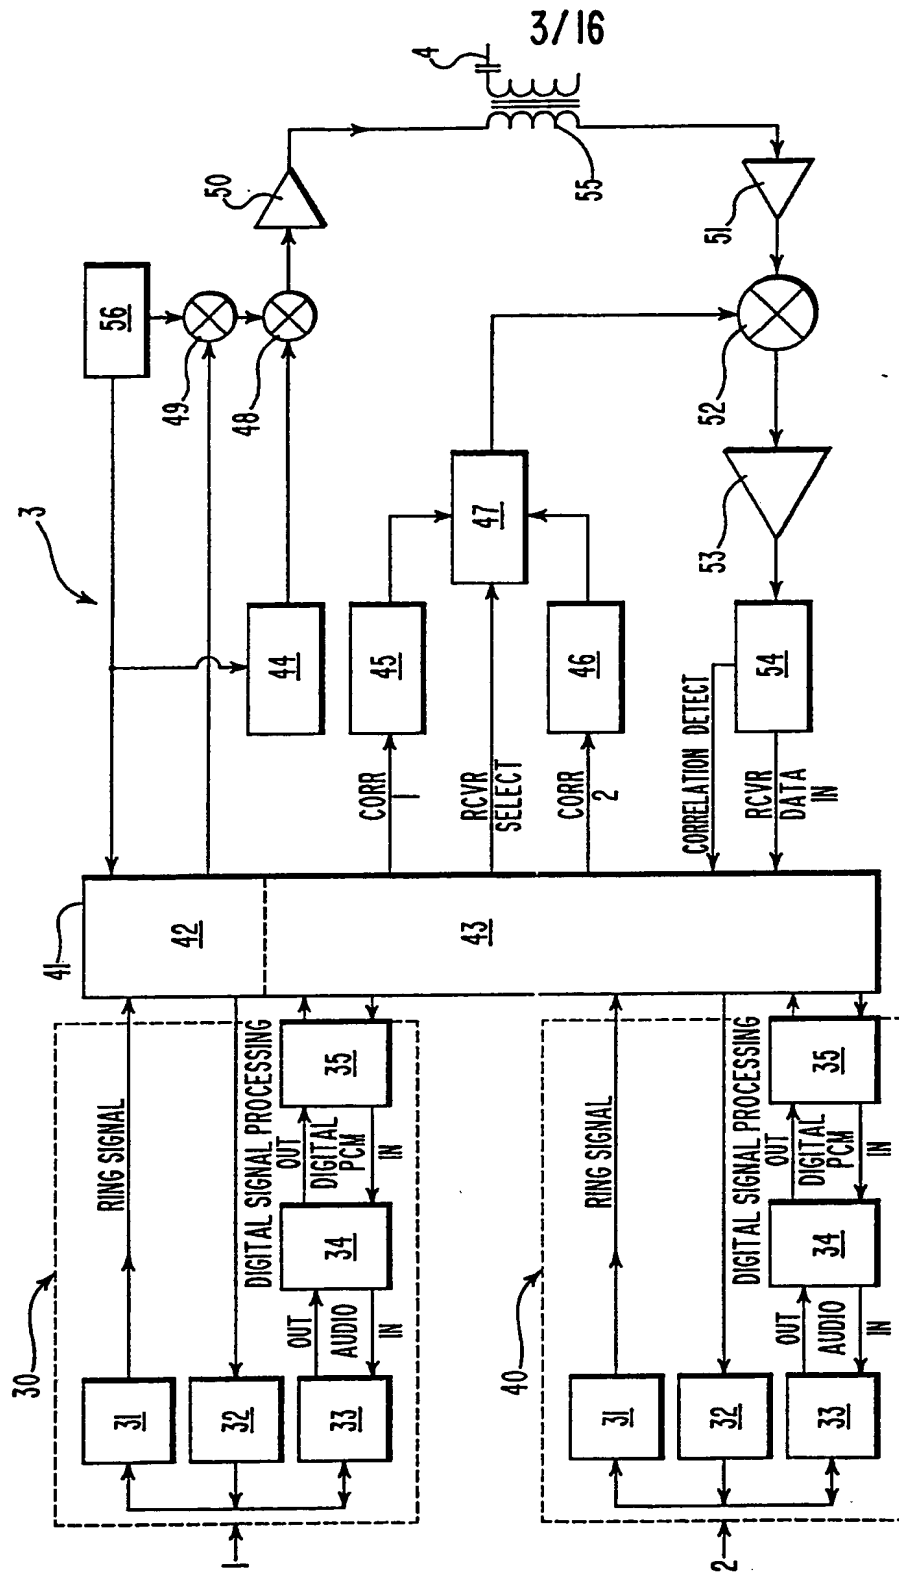 3/16
3
4
56
49
48
50
55
51
52
53
54
44
45
46
47
CORR
1
RCVR
SELECT
CORR
2
CORRELATION DETECT
RCVR
DATA
IN
41
42
43
30
RING SIGNAL
DIGITAL SIGNAL PROCESSING
31
32
33
34
35
OUT
AUDIO
IN
OUT
DIGITAL
PCM
IN
1
40
RING SIGNAL
DIGITAL SIGNAL PROCESSING
31
32
33
34
35
OUT
AUDIO
IN
OUT
DIGITAL
PCM
IN
2